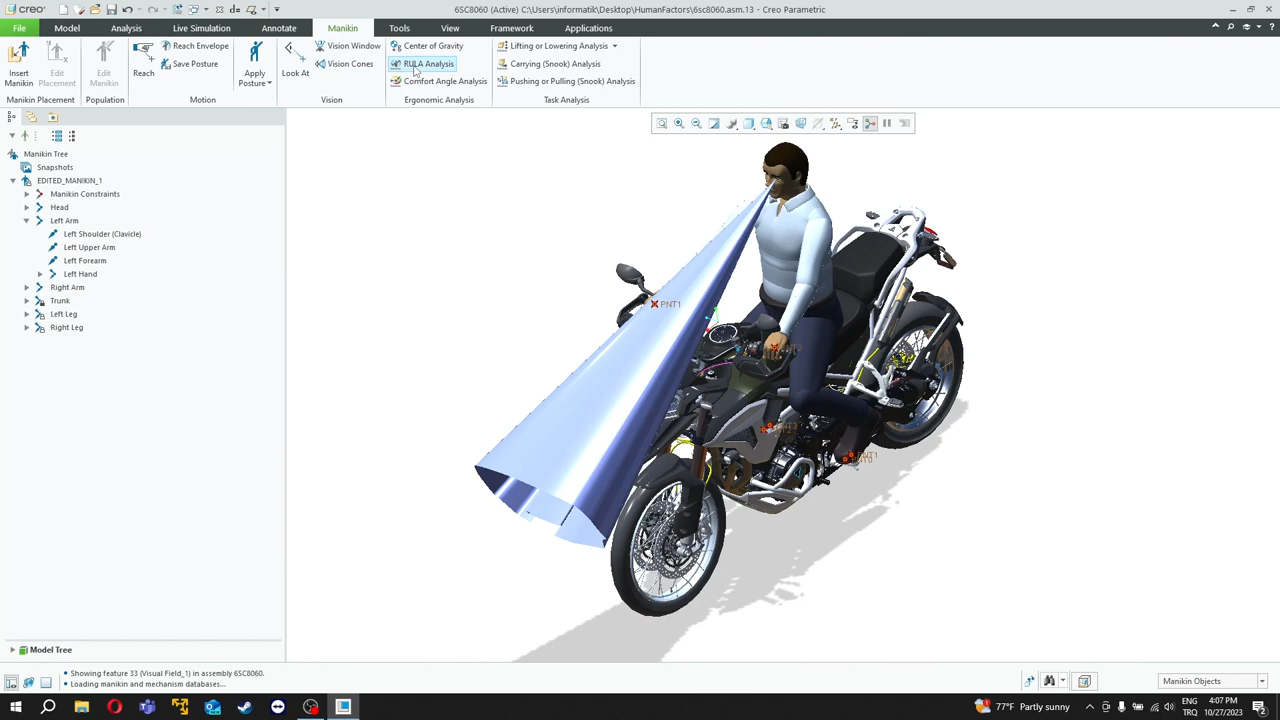 creo
6SC8060 (Active) C:\Users\informatik\Desktop\HumanFactors\6sc8060.asm.13 - Creo Parametric
File Model Analysis Live Simulation Annotate Manikin Tools View Framework Applications
Insert Manikin
Edit Placement
Manikin Placement
Edit Manikin
Population
Reach
Reach Envelope
Save Posture
Apply Posture
Motion
Look At
Vision Window
Vision Cones
Vision
Center of Gravity
RULA Analysis
Comfort Angle Analysis
Ergonomic Analysis
Lifting or Lowering Analysis
Carrying (Snook) Analysis
Pushing or Pulling (Snook) Analysis
Task Analysis
Manikin Tree
Snapshots
EDITED_MANIKIN_1
Manikin Constraints
Head
Left Arm
Left Shoulder (Clavicle)
Left Upper Arm
Left Forearm
Left Hand
Right Arm
Trunk
Left Leg
Right Leg
PNT1
Model Tree
Showing feature 33 (Visual Field_1) in assembly 6SC8060.
Loading manikin and mechanism databases...
Manikin Objects
77°F Partly sunny
ENG
TRQ
4:07 PM
10/27/2023
2